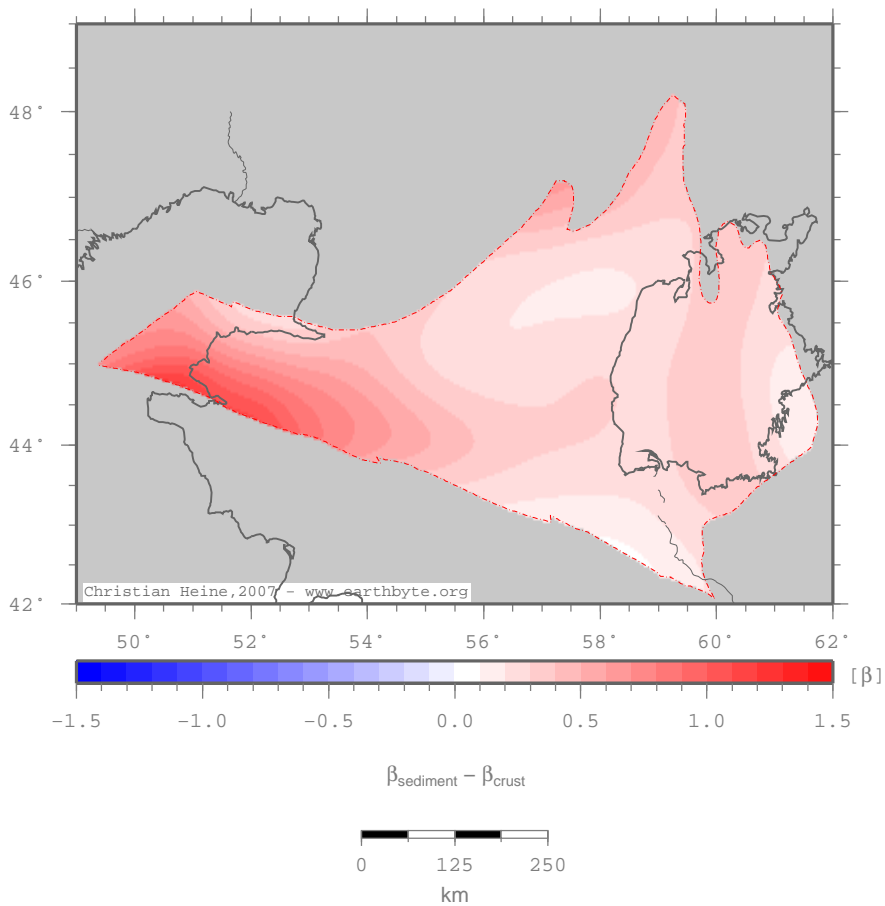 48°
46°
44°
42°
Christian Heine,2007 - www.earthbyte.org
50° 52° 54° 56° 58° 60° 62°
[β]
-1.5 -1.0 -0.5 0.0 0.5 1.0 1.5
βsediment – βcrust
0 125 250
km